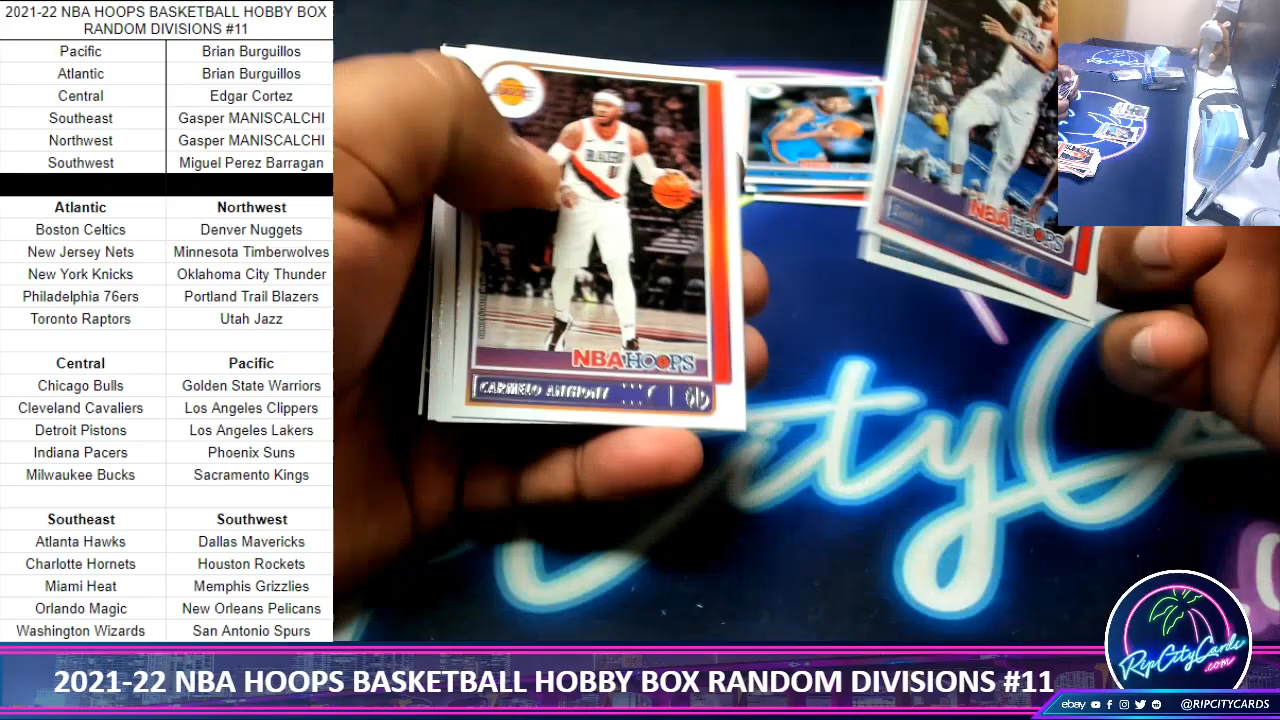 2021-22 NBA HOOPS BASKETBALL HOBBY BOX
RANDOM DIVISIONS #11
Pacific Brian Burguillos
Atlantic Brian Burguillos
Central Edgar Cortez
Southeast Gasper MANISCALCHI
Northwest Gasper MANISCALCHI
Southwest Miguel Perez Barragan
Atlantic Northwest
Boston Celtics Denver Nuggets
New Jersey Nets Minnesota Timberwolves
New York Knicks Oklahoma City Thunder
Philadelphia 76ers Portland Trail Blazers
Toronto Raptors Utah Jazz
Central Pacific
Chicago Bulls Golden State Warriors
Cleveland Cavaliers Los Angeles Clippers
Detroit Pistons Los Angeles Lakers
Indiana Pacers Phoenix Suns
Milwaukee Bucks Sacramento Kings
Southeast Southwest
Atlanta Hawks Dallas Mavericks
Charlotte Hornets Houston Rockets
Miami Heat Memphis Grizzlies
Orlando Magic New Orleans Pelicans
Washington Wizards San Antonio Spurs
NBA HOOPS
CARMELO ANTHONY
NBA HOOPS
RipCityCards
.com
2021-22 NBA HOOPS BASKETBALL HOBBY BOX RANDOM DIVISIONS #11
ebay @RIPCITYCARDS